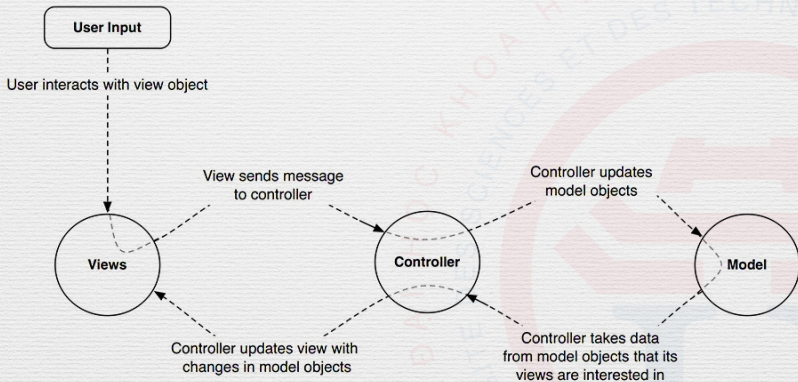 User Input
User interacts with view object
View sends message
to controller
Controller updates
model objects
Views
Controller
Model
Controller updates view with
changes in model objects
Controller takes data
from model objects that its
views are interested in